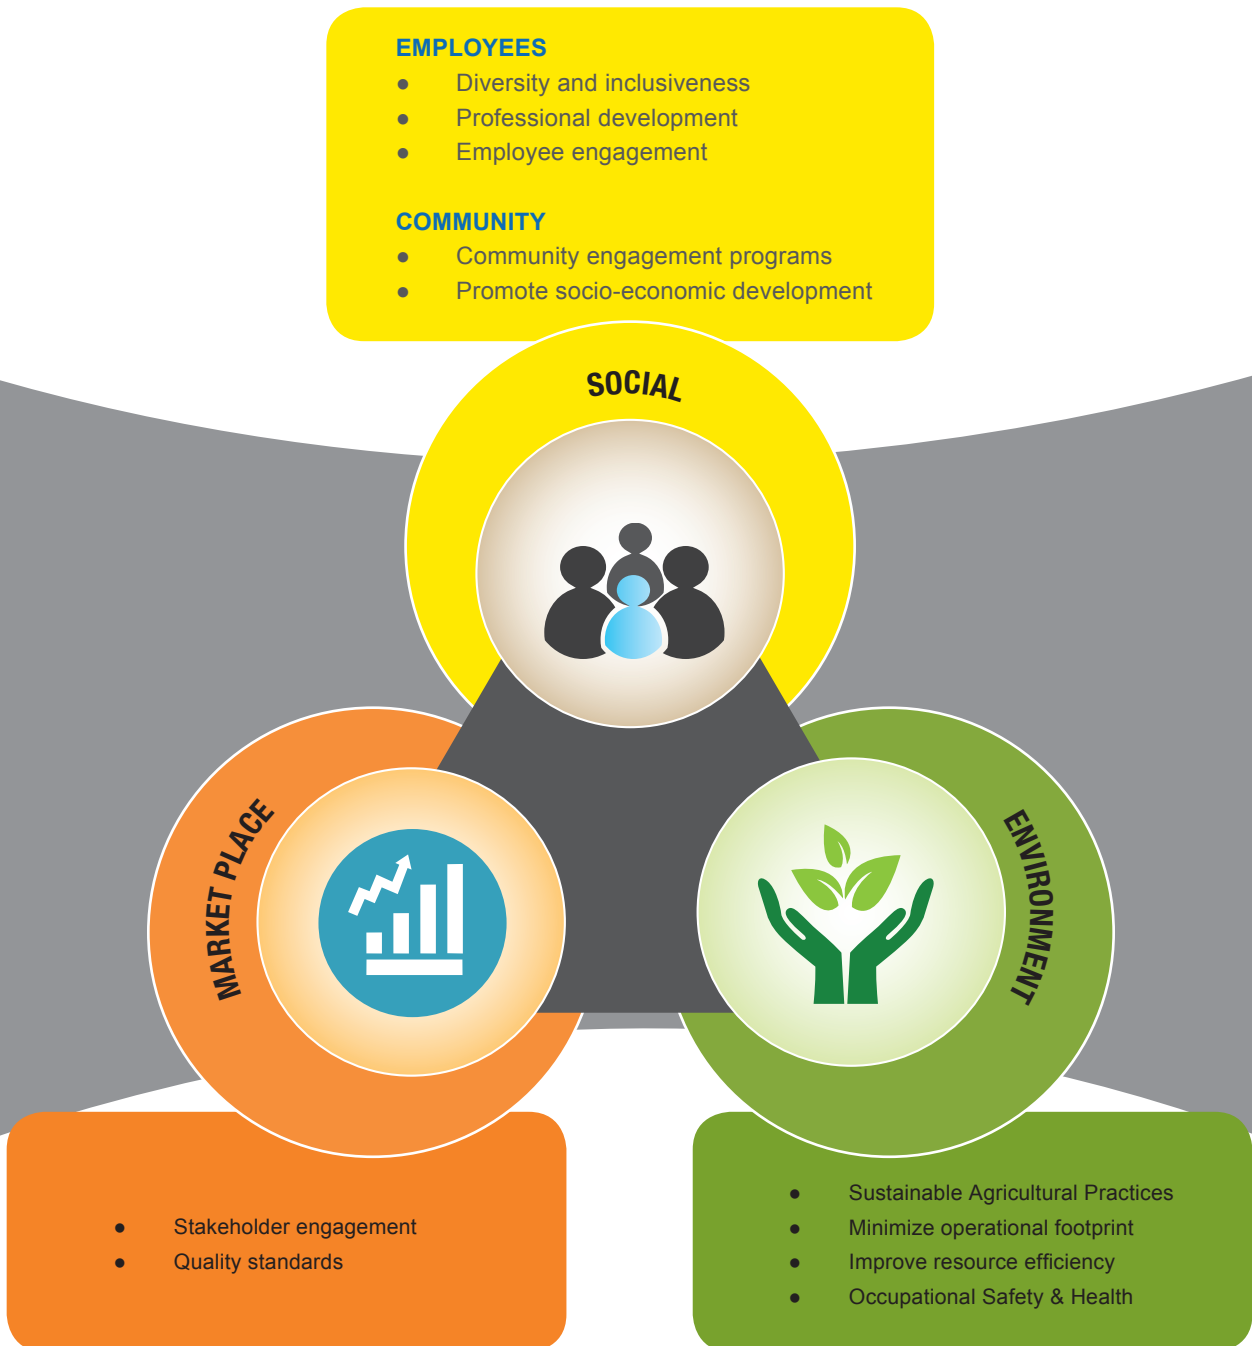 EMPLOYEES
● Diversity and inclusiveness
● Professional development
● Employee engagement
COMMUNITY
● Community engagement programs
● Promote socio-economic development
SOCIAL
MARKET PLACE
ENVIRONMENT
● Stakeholder engagement
● Quality standards
● Sustainable Agricultural Practices
● Minimize operational footprint
● Improve resource efficiency
● Occupational Safety & Health